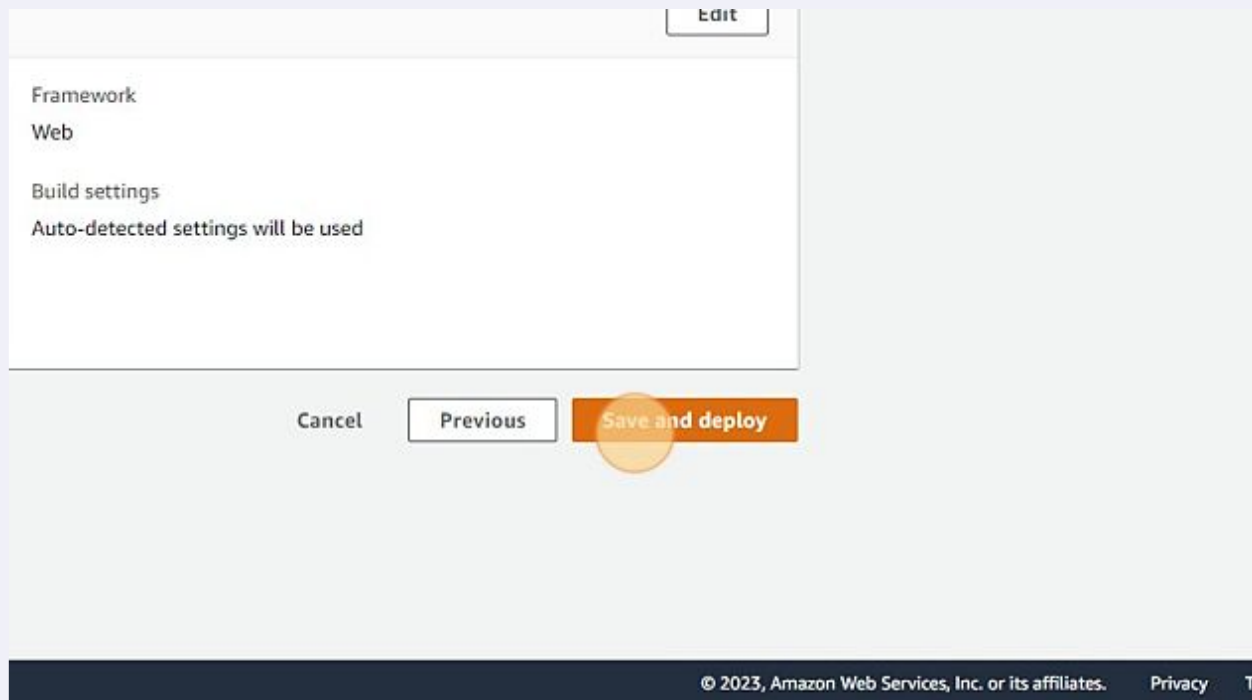 Edit
Framework
Web
Build settings
Auto-detected settings will be used
Cancel Previous Save and deploy
© 2023, Amazon Web Services, Inc. or its affiliates. Privacy